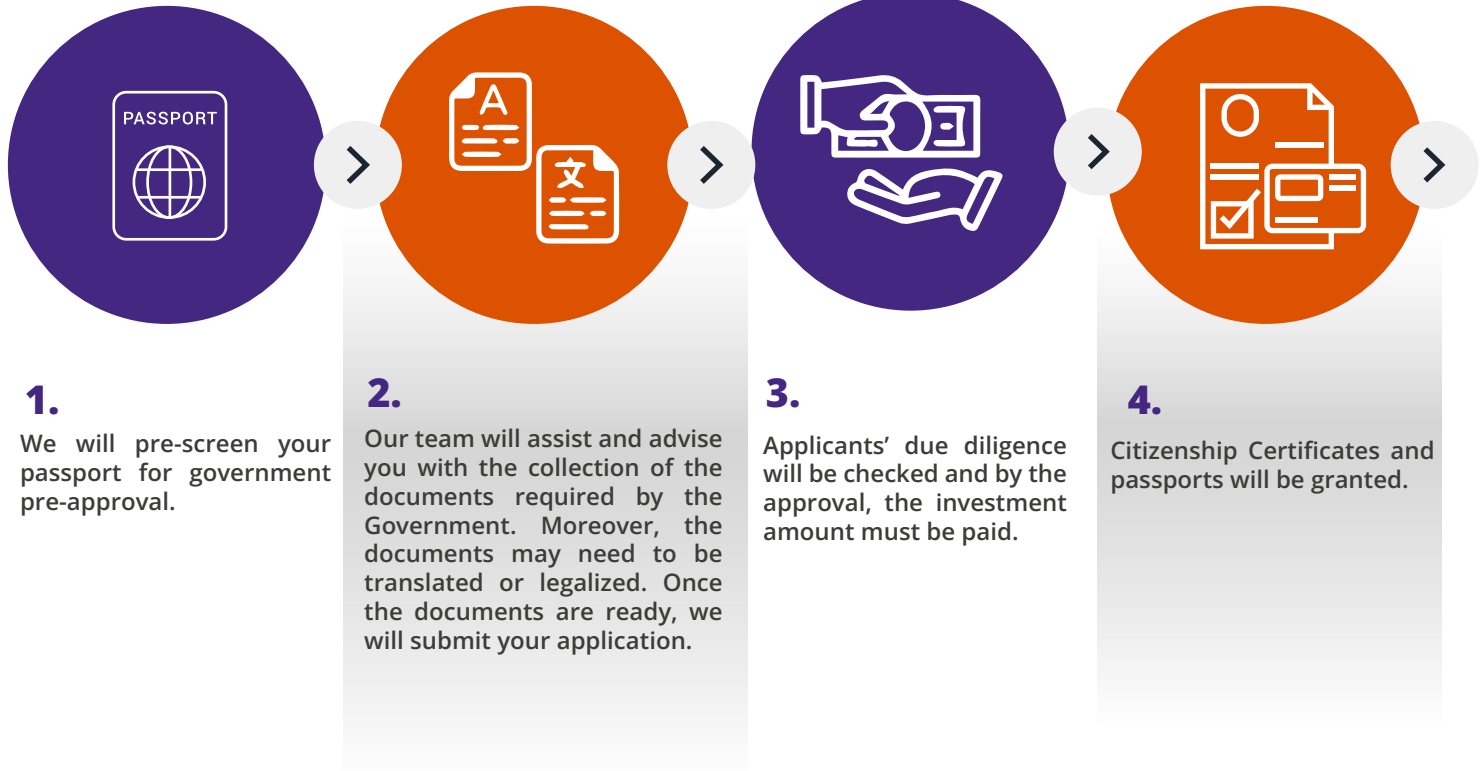 PASSPORT
A
文
1.
We will pre-screen your
passport for government
pre-approval.
2.
Our team will assist and advise
you with the collection of the
documents required by the
Government. Moreover, the
documents may need to be
translated or legalized. Once
the documents are ready, we
will submit your application.
3.
Applicants’ due diligence
will be checked and by the
approval, the investment
amount must be paid.
4.
Citizenship Certificates and
passports will be granted.